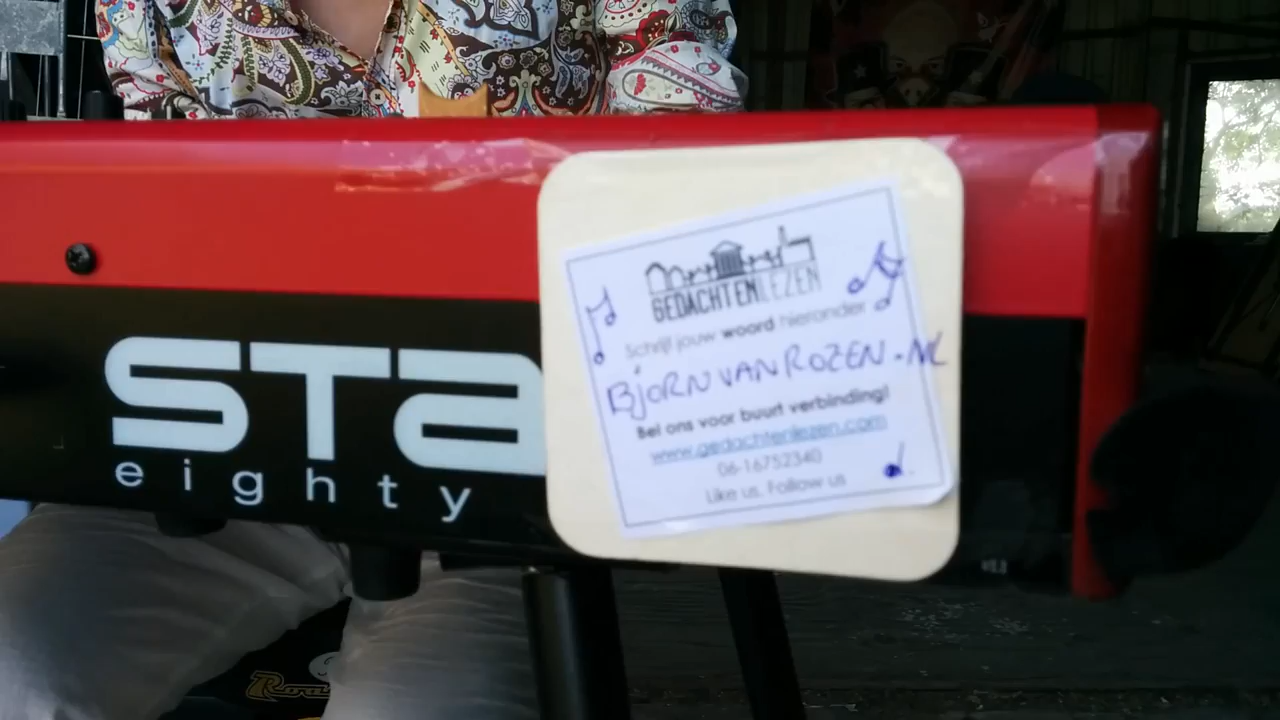 STA
eighty
GEDACHTENLEZEN
Schrijf jouw woord hieronder
BJORNVANROZEN.NL
Bel ons voor buurt verbinding!
www.gedachtenlezen.com
06-16752340
Like us. Follow us